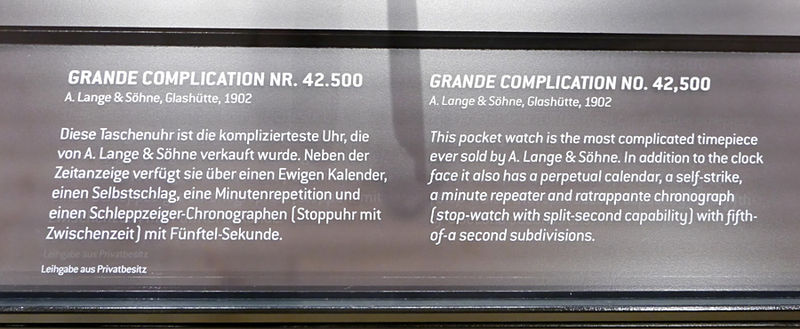 GRANDE COMPLICATION NR. 42.500
A. Lange & Söhne, Glashütte, 1902
Diese Taschenuhr ist die komplizierteste Uhr, die
von A. Lange & Söhne verkauft wurde. Neben der
Zeitanzeige verfügt sie über einen Ewigen Kalender,
einen Selbstschlag, eine Minutenrepetition und
einen Schleppzeiger-Chronographen (Stoppuhr mit
Zwischenzeit) mit Fünftel-Sekunde.
Leihgabe aus Privatbesitz
GRANDE COMPLICATION NO. 42,500
A. Lange & Söhne, Glashütte, 1902
This pocket watch is the most complicated timepiece
ever sold by A. Lange & Söhne. In addition to the clock
face it also has a perpetual calendar, a self-strike,
a minute repeater and ratrappante chronograph
(stop-watch with split-second capability) with fifth-
of-a second subdivisions.